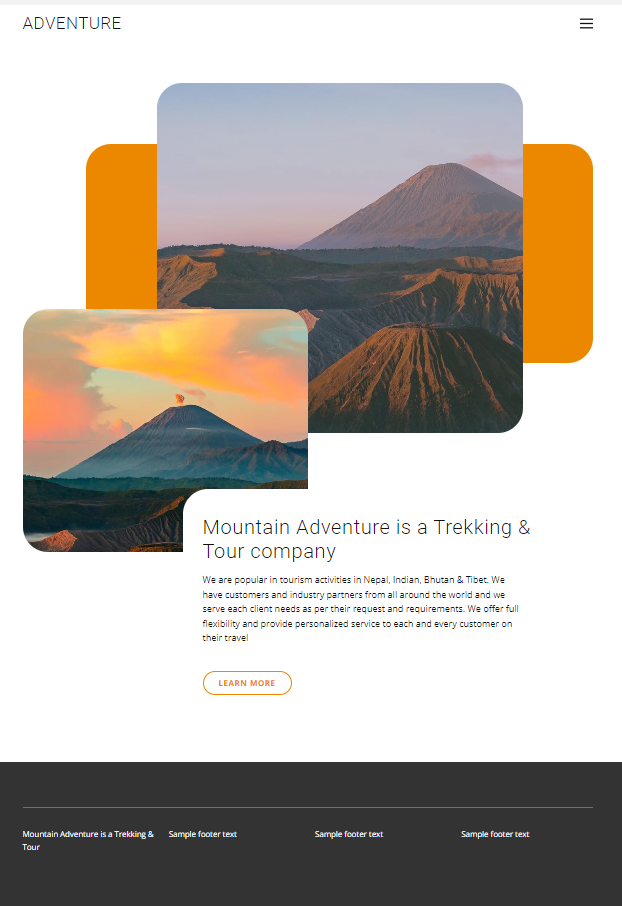 ADVENTURE
Mountain Adventure is a Trekking &
Tour company
We are popular in tourism activities in Nepal, Indian, Bhutan & Tibet. We
have customers and industry partners from all around the world and we
serve each client needs as per their request and requirements. We offer full
flexibility and provide personalized service to each and every customer on
their travel
LEARN MORE
Mountain Adventure is a Trekking &
Tour
Sample footer text
Sample footer text
Sample footer text